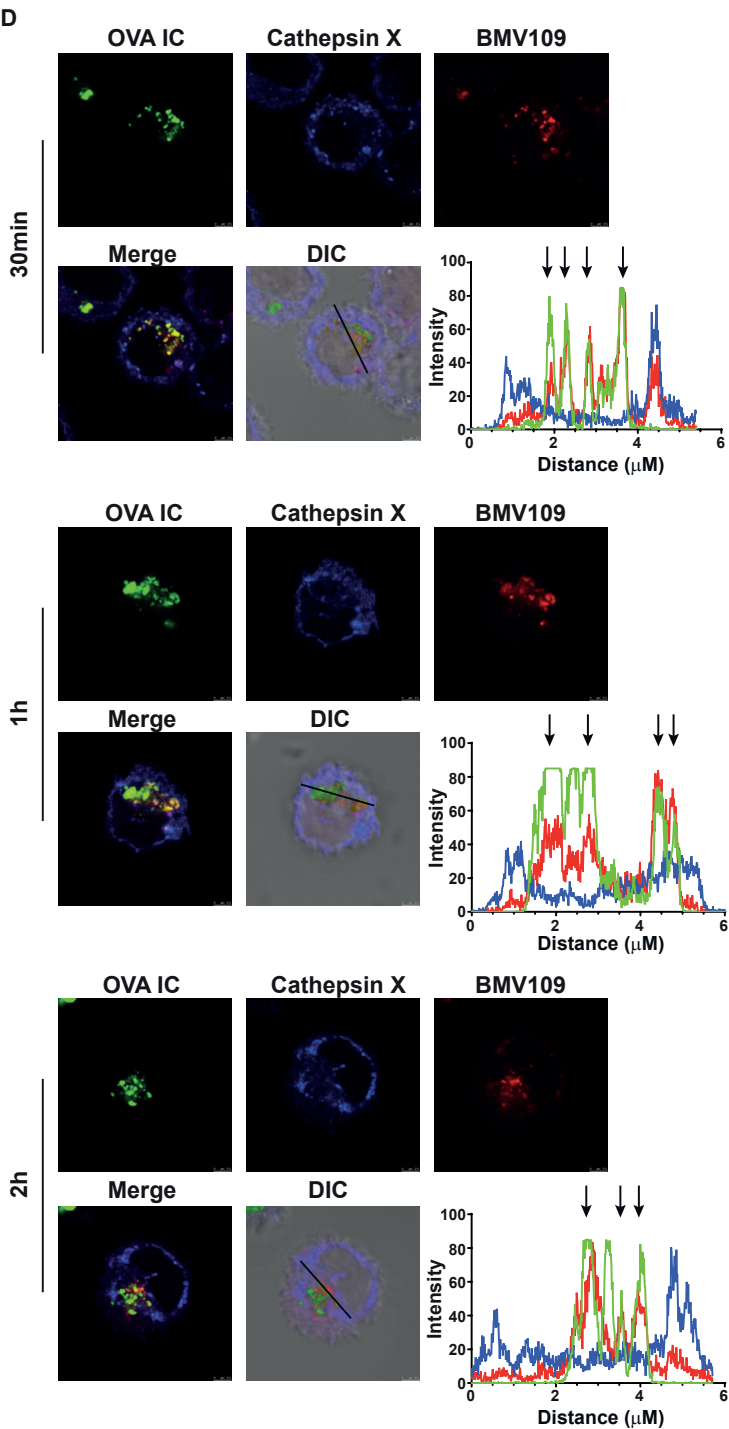 D
OVA IC Cathepsin X BMV109
30min
Merge DIC
100
80
60
40
20
0
Intensity
0 2 4 6
Distance (μM)
OVA IC Cathepsin X BMV109
1h
Merge DIC
100
80
60
40
20
0
Intensity
0 2 4 6
Distance (μM)
OVA IC Cathepsin X BMV109
2h
Merge DIC
100
80
60
40
20
0
Intensity
0 2 4 6
Distance (μM)